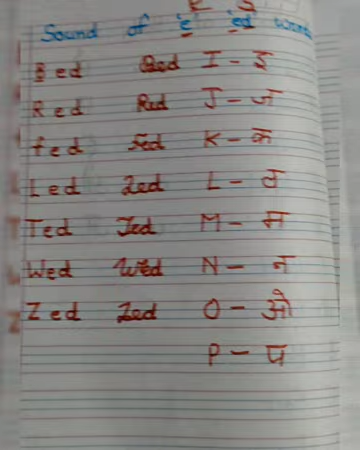 Sound of 'e' 'ed' words
Bed Bed I - इ
Red Red J - ज
fed Fed K - क
Led Led L - ल
Ted Ted M - म
Wed Wed N - न
Zed Zed O - ओ
P - प